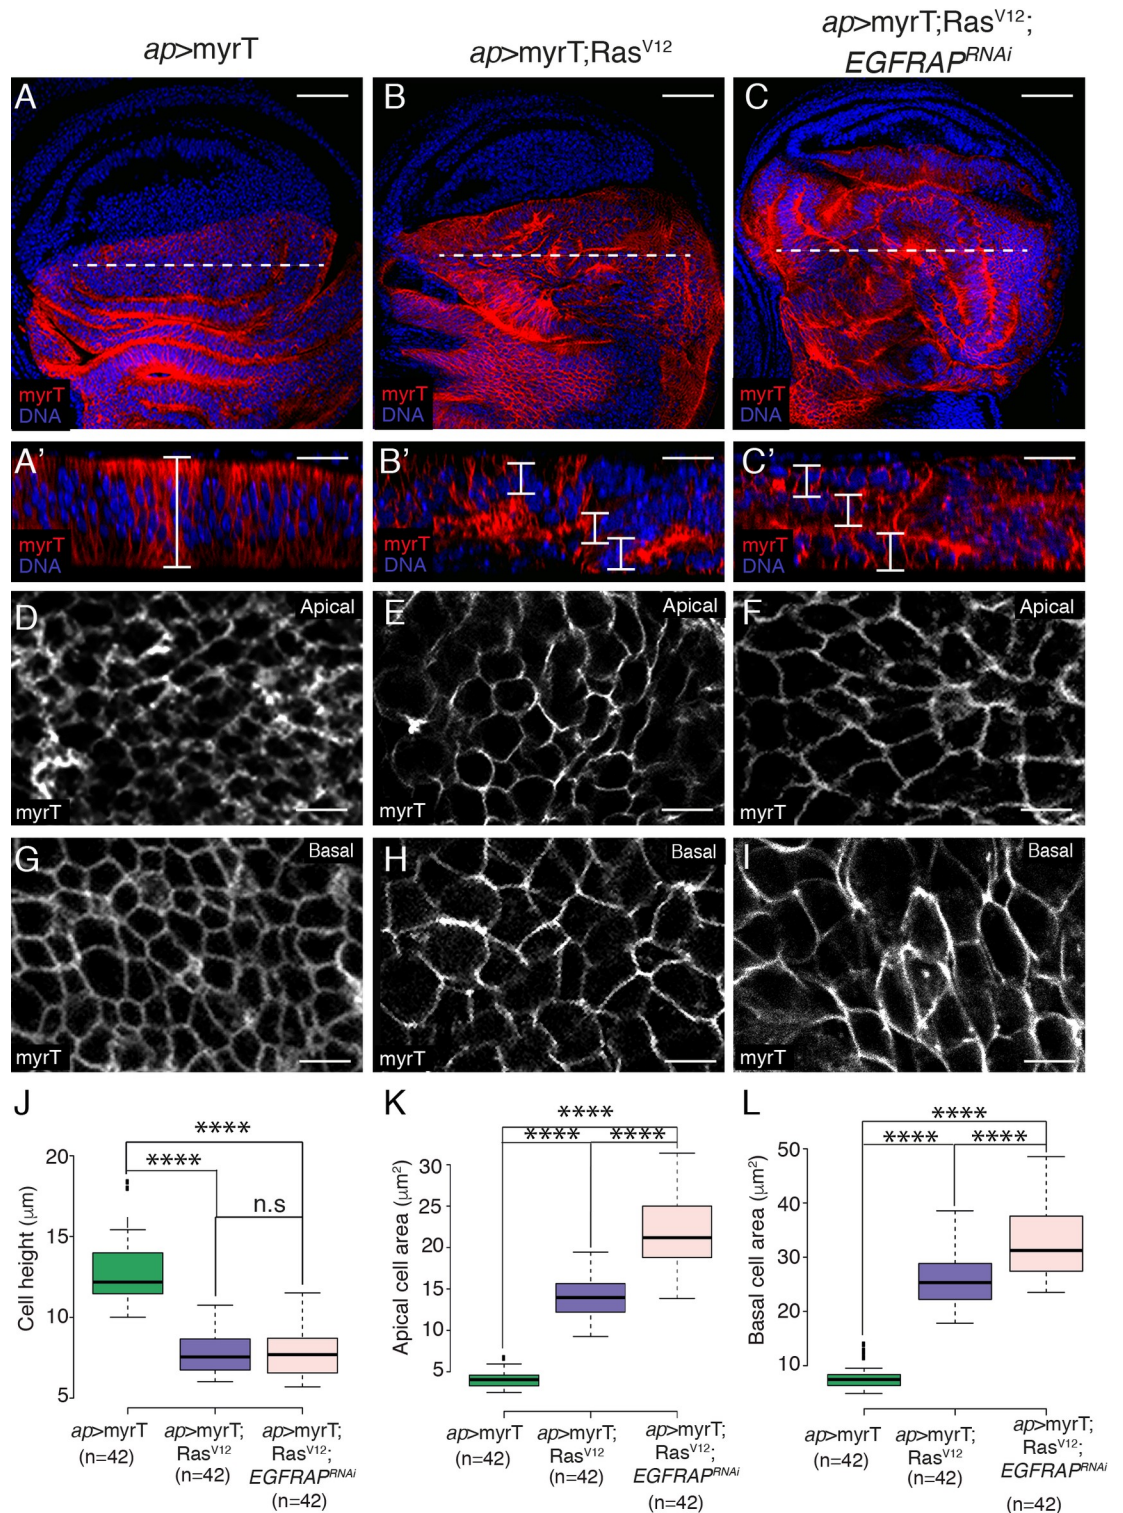 ap>myrT
ap>myrT;RasV12
ap>myrT;RasV12;
EGFRAPRNAi
A
myrT
DNA
B
myrT
DNA
C
myrT
DNA
A’
myrT
DNA
B’
myrT
DNA
C’
myrT
DNA
D
Apical
myrT
E
Apical
myrT
F
Apical
myrT
G
Basal
myrT
H
Basal
myrT
I
Basal
myrT
J
Cell height (μm)
20
15
10
5
****
****
n.s
ap>myrT
(n=42)
ap>myrT;
RasV12
(n=42)
ap>myrT;
RasV12;
EGFRAPRNAi
(n=42)
K
Apical cell area (μm2)
30
25
20
15
10
5
****
****
****
ap>myrT
(n=42)
ap>myrT;
RasV12
(n=42)
ap>myrT;
RasV12;
EGFRAPRNAi
(n=42)
L
Basal cell area (μm2)
50
40
30
20
10
****
****
****
ap>myrT
(n=42)
ap>myrT;
RasV12
(n=42)
ap>myrT;
RasV12;
EGFRAPRNAi
(n=42)